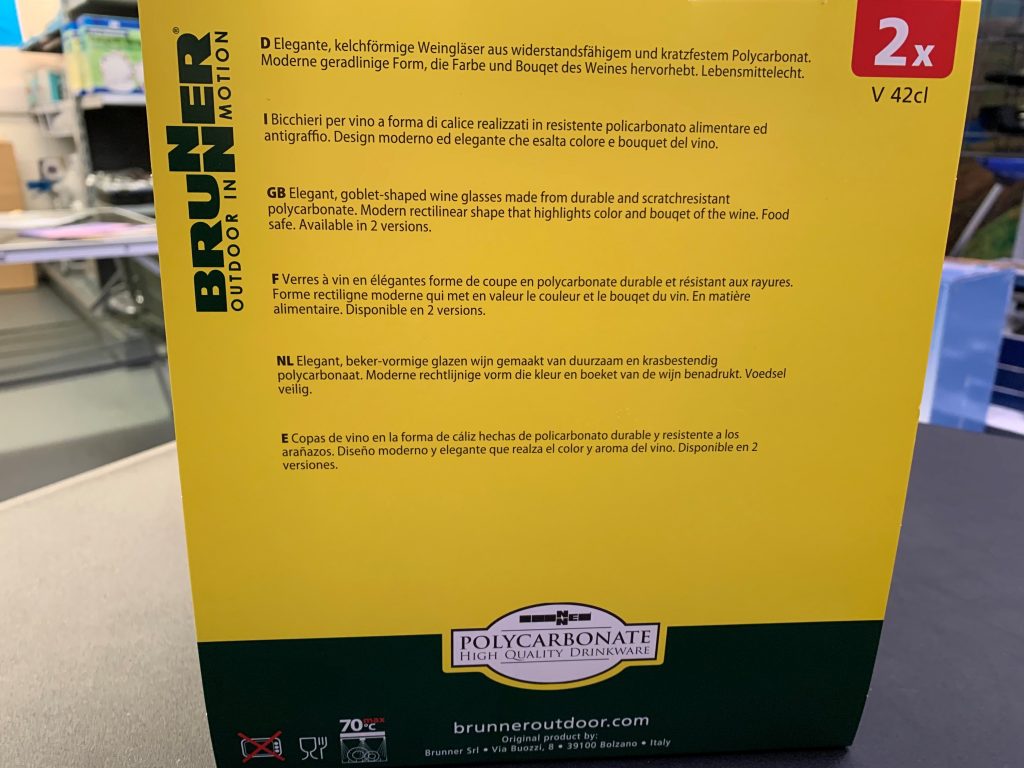 BRUNNER®
OUTDOOR IN MOTION
2x
V 42cl
D Elegante, kelchförmige Weingläser aus widerstandsfähigem und kratzfestem Polycarbonat.
Moderne geradlinige Form, die Farbe und Bouqet des Weines hervorhebt. Lebensmittelecht.
I Bicchieri per vino a forma di calice realizzati in resistente policarbonato alimentare ed
antigraffio. Design moderno ed elegante che esalta colore e bouquet del vino.
GB Elegant, goblet-shaped wine glasses made from durable and scratchresistant
polycarbonate. Modern rectilinear shape that highlights color and bouqet of the wine. Food
safe. Available in 2 versions.
F Verres à vin en élégantes forme de coupe en polycarbonate durable et résistant aux rayures.
Forme rectiligne moderne qui met en valeur le couleur et le bouqet du vin. En matière
alimentaire. Disponible en 2 versions.
NL Elegant, beker-vormige glazen wijn gemaakt van duurzaam en krasbestendig
polycarbonaat. Moderne rechtlijnige vorm die kleur en boeket van de wijn benadrukt. Voedsel
veilig.
E Copas de vino en la forma de cáliz hechas de policarbonato durable y resistente a los
arañazos. Diseño moderno y elegante que realza el color y aroma del vino. Disponible en 2
versiones.
BRUNNER
POLYCARBONATE
HIGH QUALITY DRINKWARE
70°C max
brunneroutdoor.com
Original product by:
Brunner Srl • Via Buozzi, 8 • 39100 Bolzano • Italy